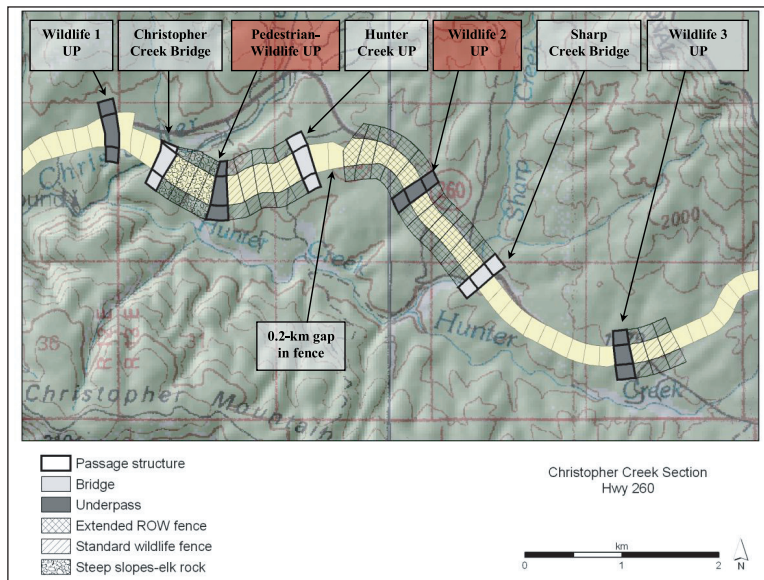 Wildlife 1
UP
Christopher
Creek Bridge
Pedestrian-
Wildlife UP
Hunter
Creek UP
Wildlife 2
UP
Sharp
Creek Bridge
Wildlife 3
UP
Creek
Sharp
260
2000
Hunter
Creek
0.2-km gap
in fence
Hunter
Creek
36
RIDGE
RIDGE
31
Christopher Mountain
Passage structure
Bridge
Underpass
Extended ROW fence
Standard wildlife fence
Steep slopes-elk rock
Christopher Creek Section
Hwy 260
km
0 1 2
N